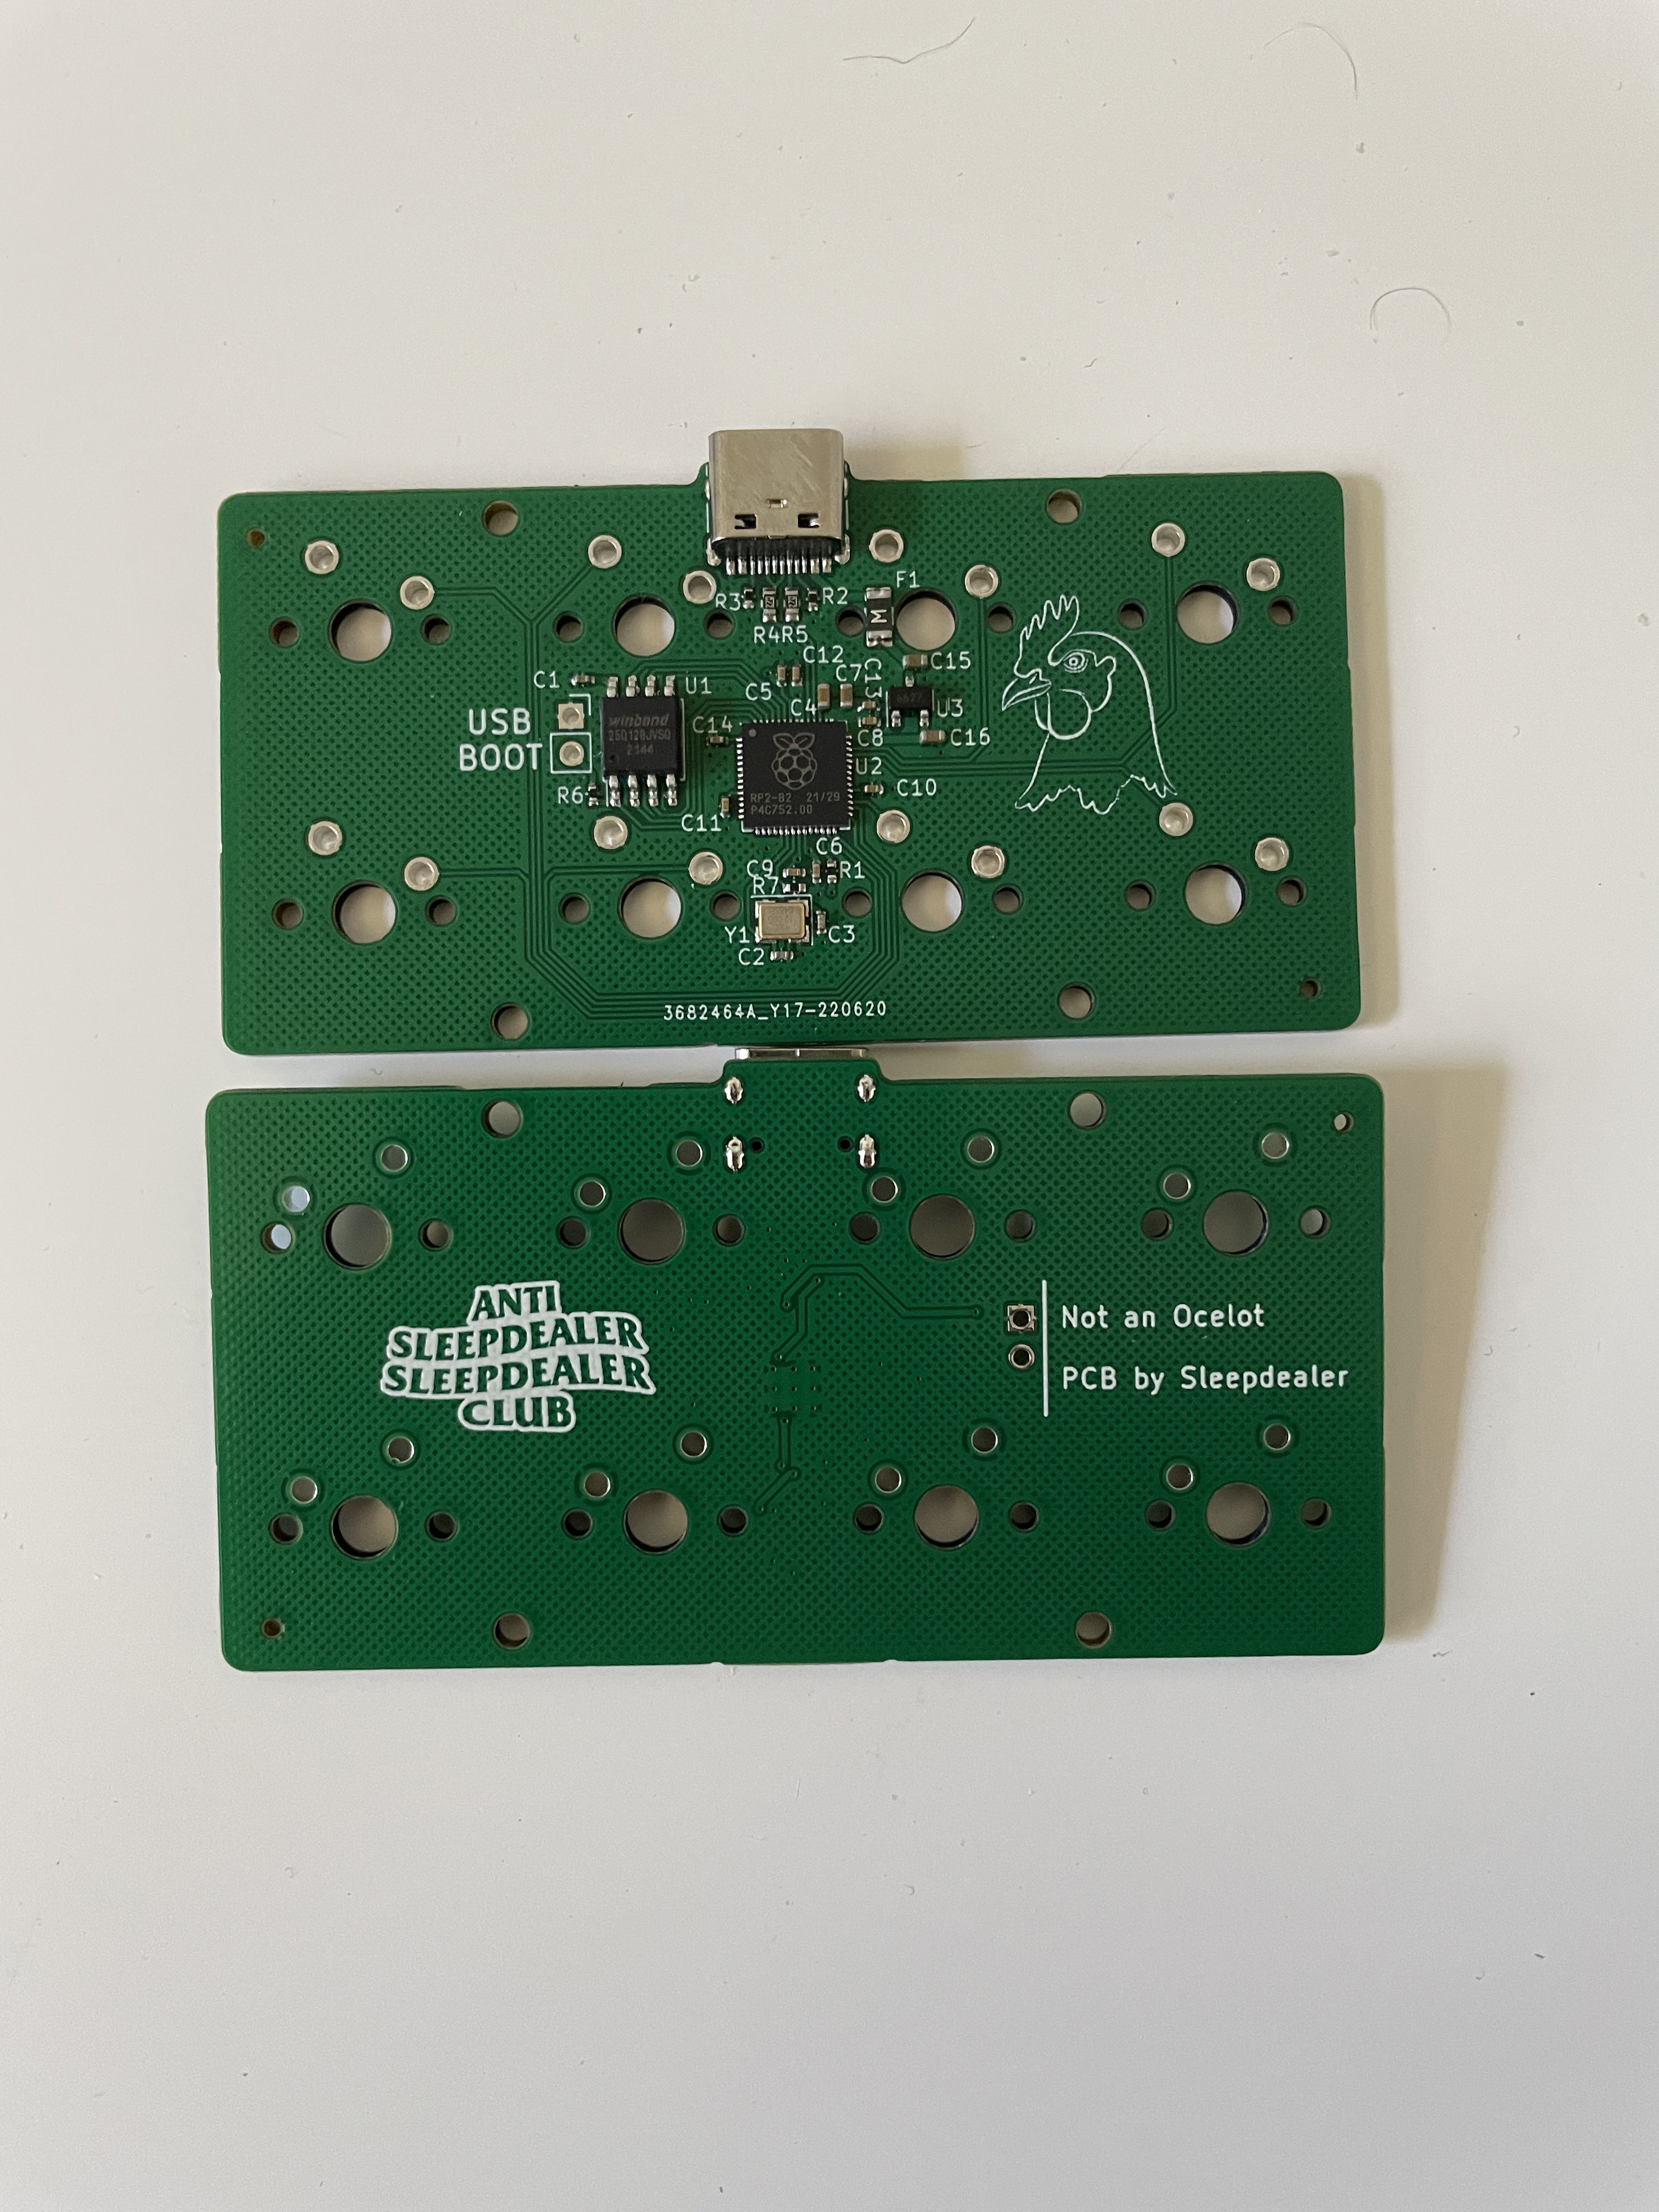 F1
R3
R2
R4R5
C12
C15
C7
C13
C1
U1
C5
USB
C4
U3
winbond
C14
C8
C16
25Q128JVSQ
BOOT
2144
U2
R6
RP2-B2 21/29
C10
P4C752.00
C11
C6
C9
R1
R7
Y1
C3
C2
3682464A_Y17-220620
ANTI
SLEEPDEALER
SLEEPDEALER
CLUB
Not an Ocelot
PCB by Sleepdealer